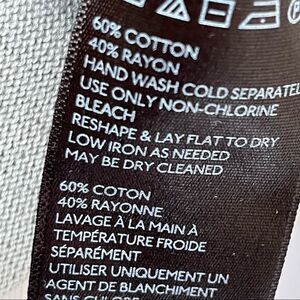 60% COTTON
40% RAYON
HAND WASH COLD SEPARATEL
USE ONLY NON-CHLORINE
BLEACH
RESHAPE & LAY FLAT TO DRY
LOW IRON AS NEEDED
MAY BE DRY CLEANED
60% COTON
40% RAYONNE
LAVAGE À LA MAIN À
TEMPÉRATURE FROIDE
SÉPARÉMENT
UTILISER UNIQUEMENT UN
AGENT DE BLANCHIMENT
SANS CHLORE